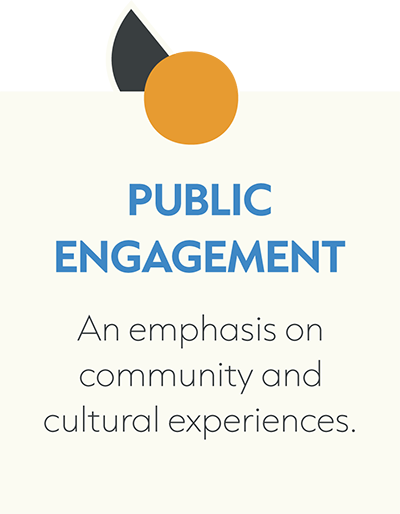 PUBLIC
ENGAGEMENT
An emphasis on
community and
cultural experiences.